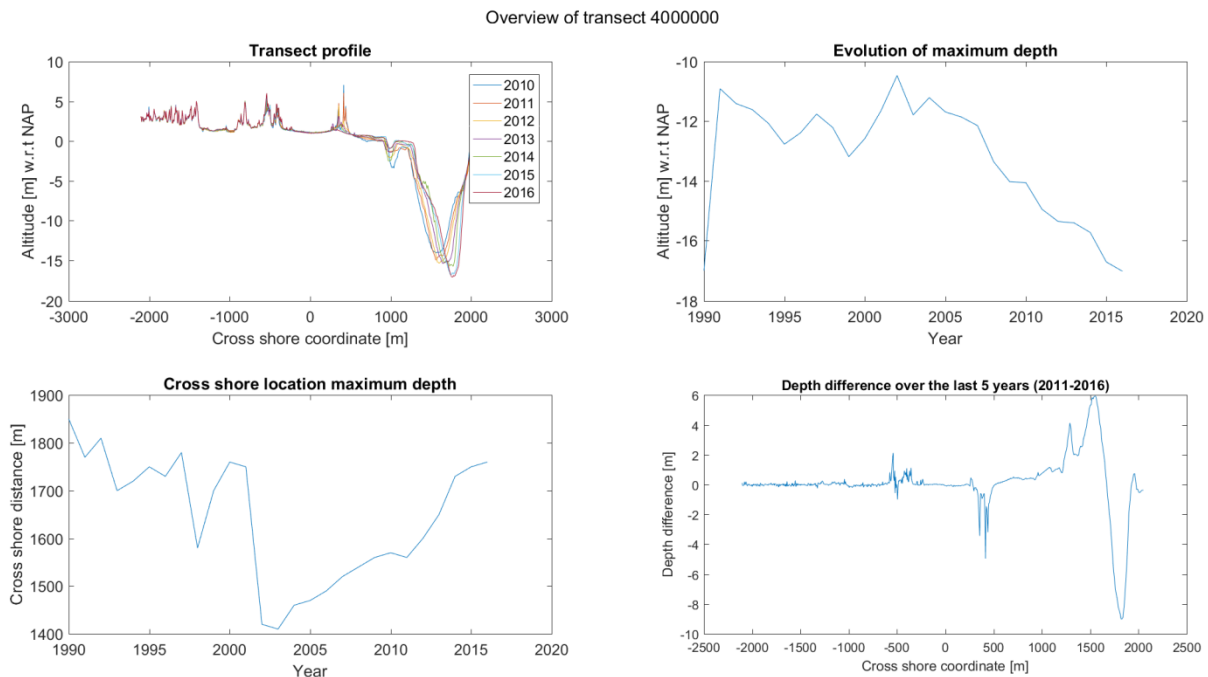 Overview of transect 4000000
Transect profile
Altitude [m] w.r.t NAP
10
5
0
-5
-10
-15
-20
-3000 -2000 -1000 0 1000 2000 3000
Cross shore coordinate [m]
2010
2011
2012
2013
2014
2015
2016
Evolution of maximum depth
Altitude [m] w.r.t NAP
-10
-12
-14
-16
-18
1990 1995 2000 2005 2010 2015 2020
Year
Cross shore location maximum depth
Cross shore distance [m]
1900
1800
1700
1600
1500
1400
1990 1995 2000 2005 2010 2015 2020
Year
Depth difference over the last 5 years (2011-2016)
Depth difference [m]
6
4
2
0
-2
-4
-6
-8
-10
-2500 -2000 -1500 -1000 -500 0 500 1000 1500 2000 2500
Cross shore coordinate [m]